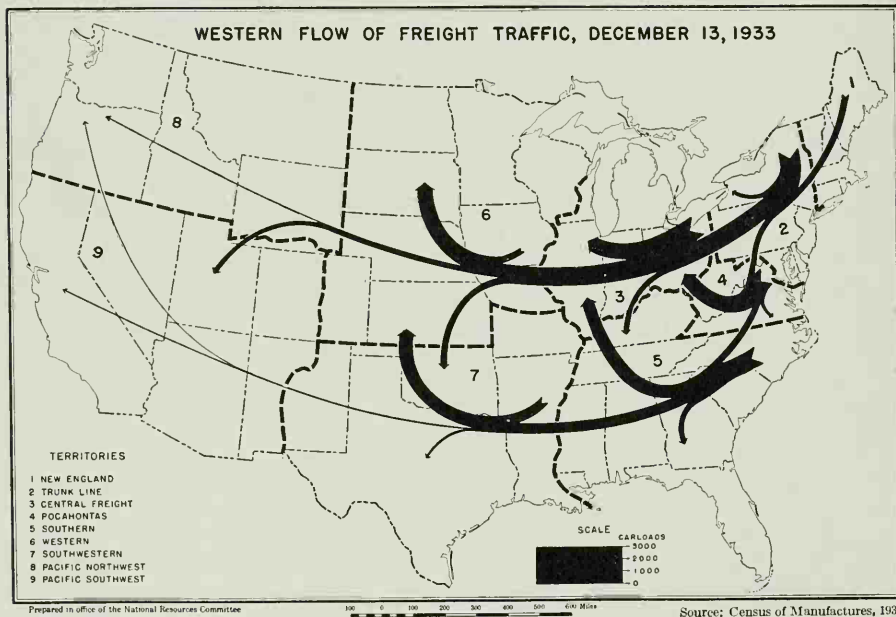 WESTERN FLOW OF FREIGHT TRAFFIC, DECEMBER 13, 1933
1
2
3
4
5
6
7
8
9
TERRITORIES
1 NEW ENGLAND
2 TRUNK LINE
3 CENTRAL FREIGHT
4 POCAHONTAS
5 SOUTHERN
6 WESTERN
7 SOUTHWESTERN
8 PACIFIC NORTHWEST
9 PACIFIC SOUTHWEST
SCALE
CARLOADS
3000
2000
1000
0
Prepared in office of the National Resources Committee
100 0 100 200 300 400 500 600 Miles
Source: Census of Manufactures, 193